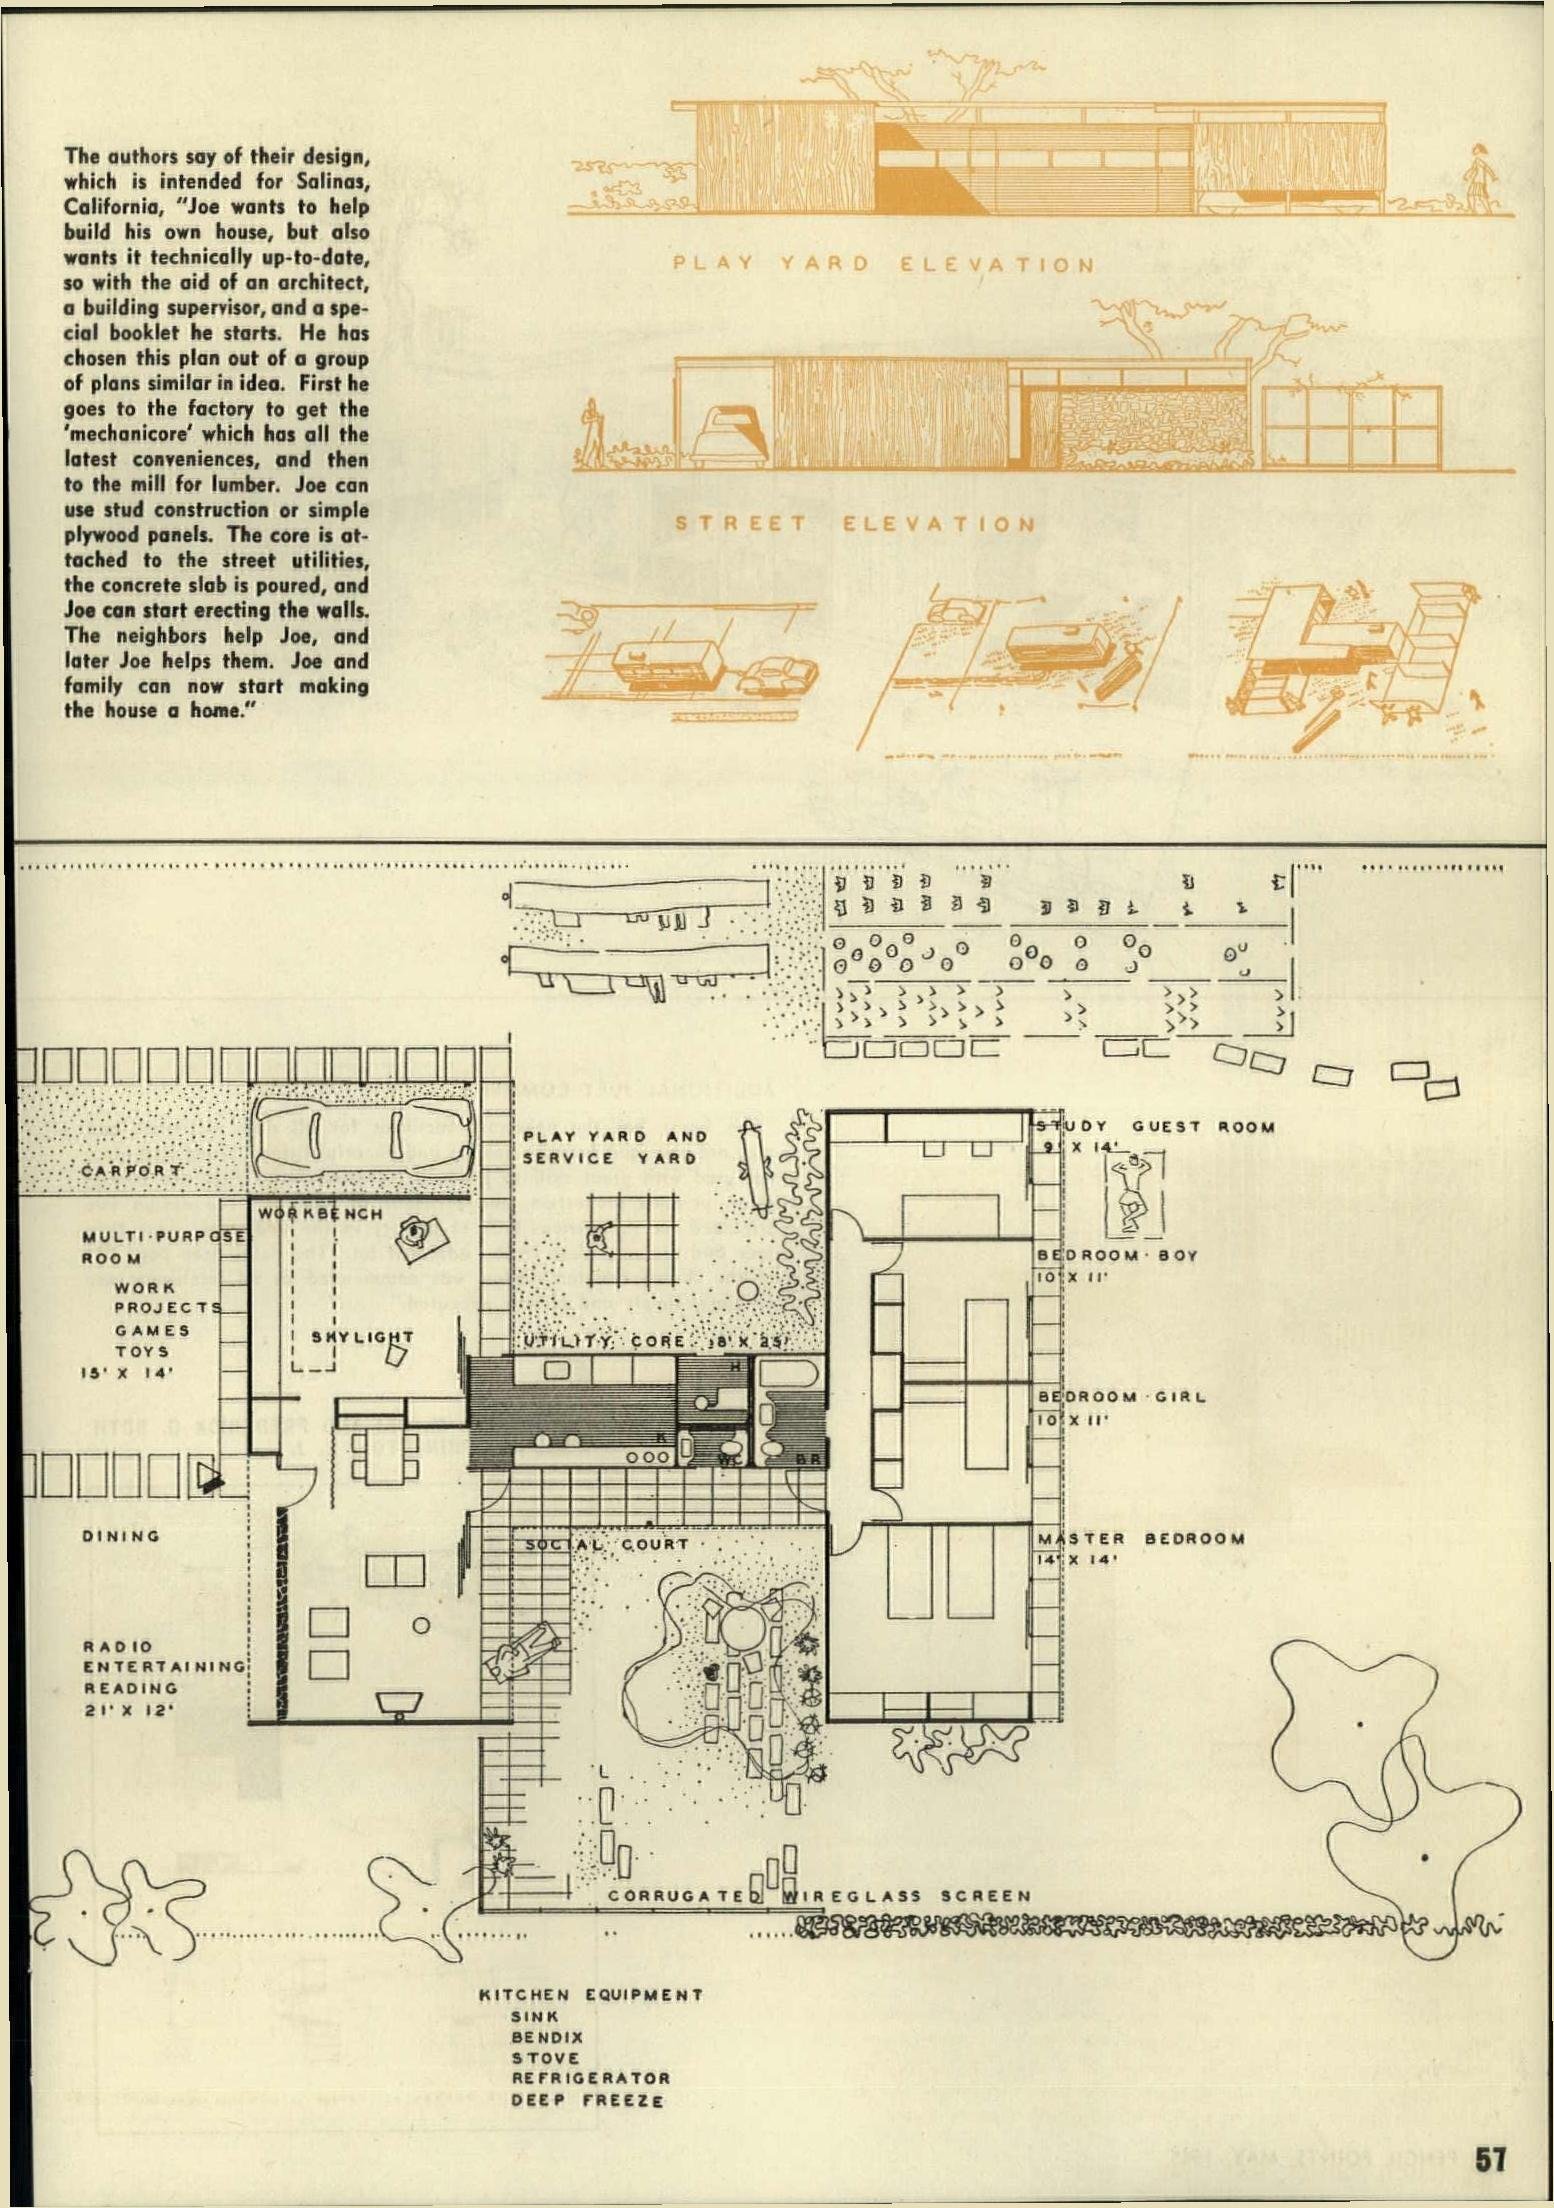 The authors say of their design,
which is intended for Salinas,
California, "Joe wants to help
build his own house, but also
wants it technically up-to-date,
so with the aid of an architect,
a building supervisor, and a spe-
cial booklet he starts. He has
chosen this plan out of a group
of plans similar in idea. First he
goes to the factory to get the
'mechanicore' which has all the
latest conveniences, and then
to the mill for lumber. Joe can
use stud construction or simple
plywood panels. The core is at-
tached to the street utilities,
the concrete slab is poured, and
Joe can start erecting the walls.
The neighbors help Joe, and
later Joe helps them. Joe and
family can now start making
the house a home."
PLAY YARD ELEVATION
STREET ELEVATION
CARPORT
PLAY YARD AND
SERVICE YARD
STUDY GUEST ROOM
9' X 14'
WORKBENCH
MULTI-PURPOSE
ROOM
WORK
PROJECTS
GAMES
TOYS
15' X 14'
SKYLIGHT
UTILITY CORE 8' X 25'
H
K
WC
BR
BEDROOM · BOY
10' X 11'
BEDROOM · GIRL
10' X 11'
DINING
SOCIAL COURT
MASTER BEDROOM
14' X 14'
RADIO
ENTERTAINING
READING
21' X 12'
CORRUGATED WIREGLASS SCREEN
KITCHEN EQUIPMENT
SINK
BENDIX
STOVE
REFRIGERATOR
DEEP FREEZE
57